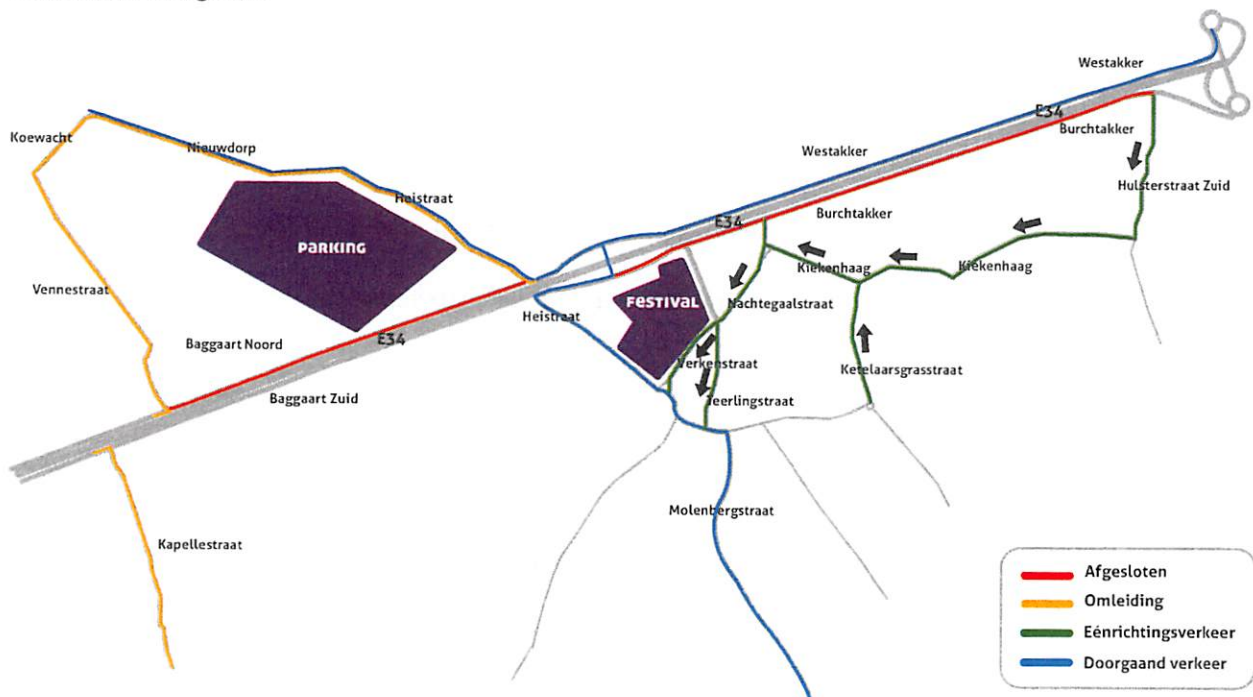 Westakker
E34
Koewacht
Burchtakker
Nieuwdorp
Westakker
Hulsterstraat Zuid
Heistraat
Burchtakker
E34
PARKING
Kiekenhaag
Kiekenhaag
Vennestraat
FESTIVAL
Nachtegaalstraat
Heistraat
E34
Baggaart Noord
Verkenstraat
Ketelaarsgrasstraat
Baggaart Zuid
Teerlingstraat
Molenbergstraat
Kapellestraat
Afgesloten
Omleiding
Eénrichtingsverkeer
Doorgaand verkeer